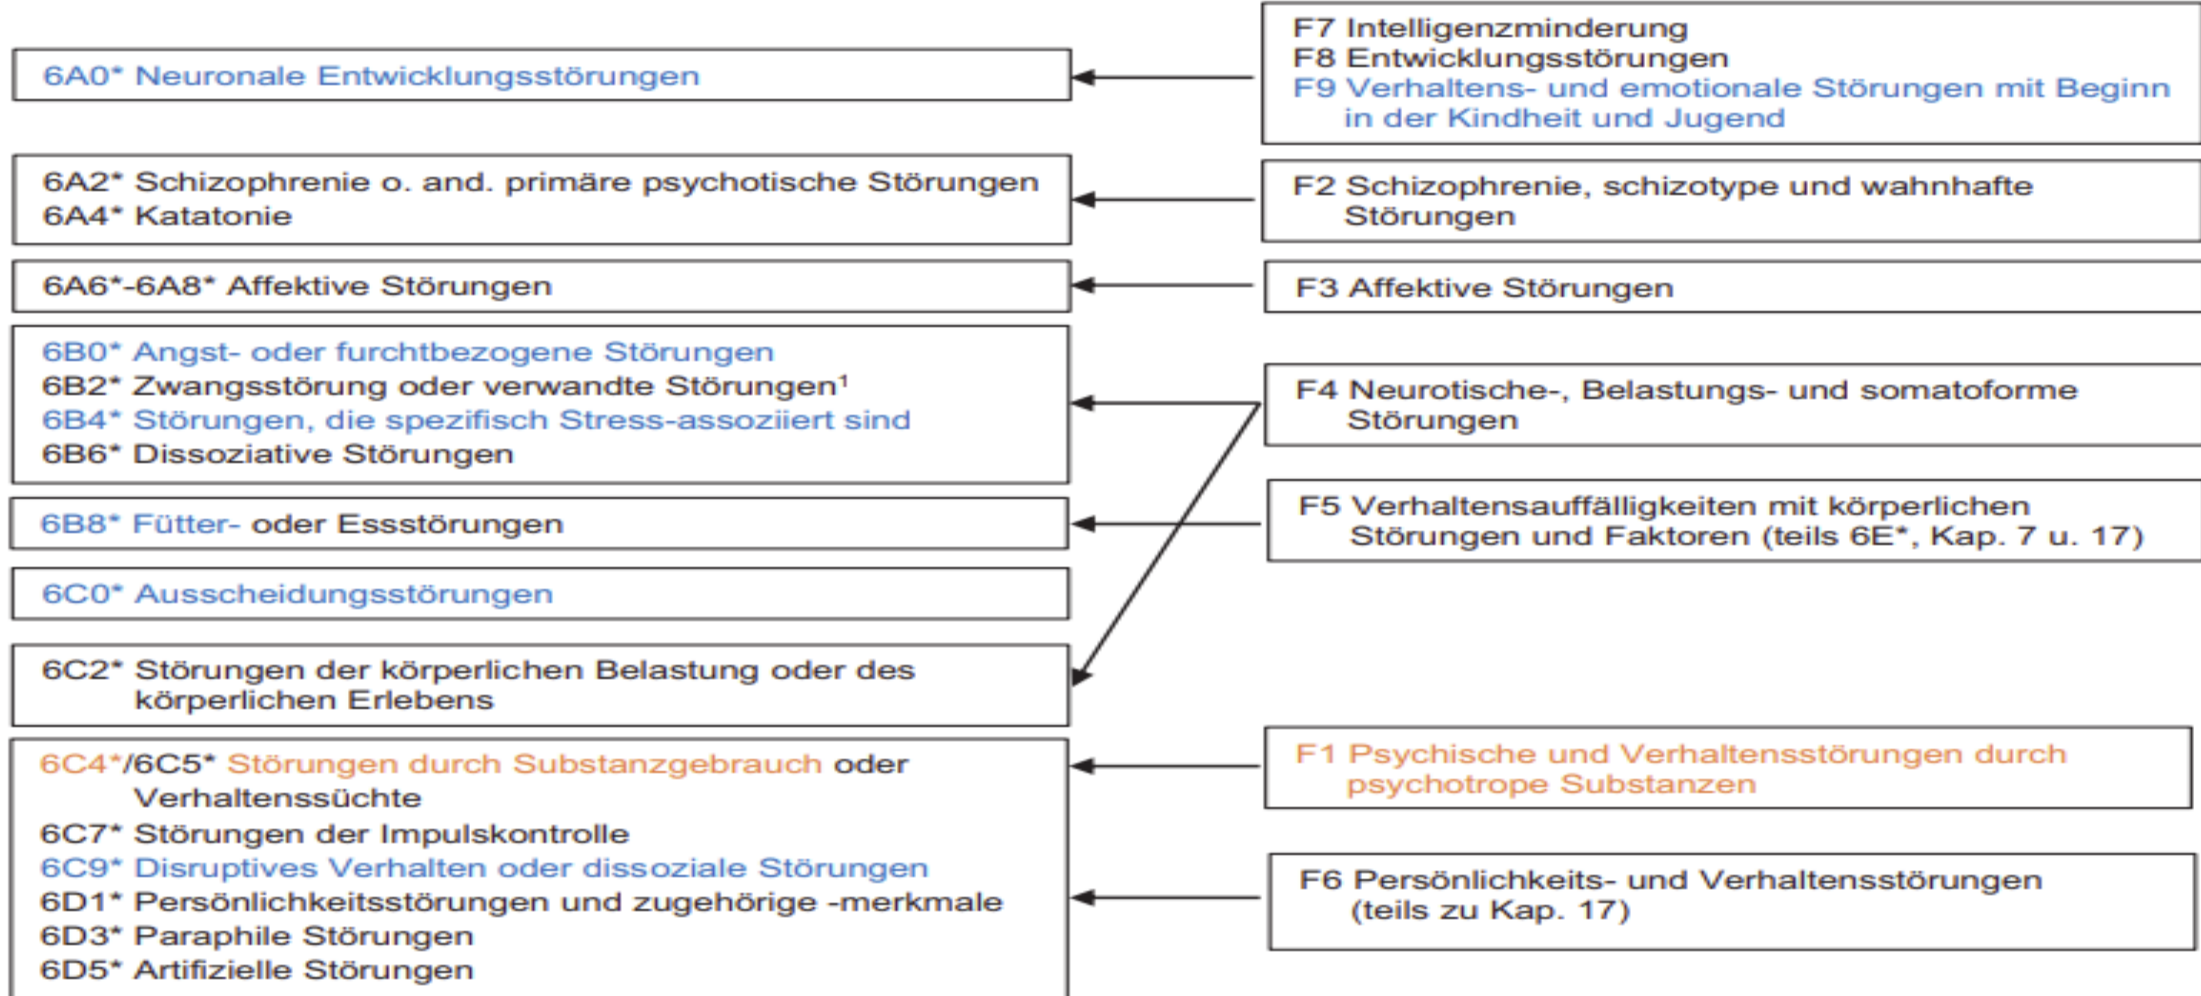 6A0* Neuronale Entwicklungsstörungen
6A2* Schizophrenie o. and. primäre psychotische Störungen
6A4* Katatonie
6A6*-6A8* Affektive Störungen
6B0* Angst- oder furchtbezogene Störungen
6B2* Zwangsstörung oder verwandte Störungen¹
6B4* Störungen, die spezifisch Stress-assoziiert sind
6B6* Dissoziative Störungen
6B8* Fütter- oder Essstörungen
6C0* Ausscheidungsstörungen
6C2* Störungen der körperlichen Belastung oder des
körperlichen Erlebens
6C4*/6C5* Störungen durch Substanzgebrauch oder
Verhaltenssüchte
6C7* Störungen der Impulskontrolle
6C9* Disruptives Verhalten oder dissoziale Störungen
6D1* Persönlichkeitsstörungen und zugehörige -merkmale
6D3* Paraphile Störungen
6D5* Artifizielle Störungen
F7 Intelligenzminderung
F8 Entwicklungsstörungen
F9 Verhaltens- und emotionale Störungen mit Beginn
in der Kindheit und Jugend
F2 Schizophrenie, schizotype und wahnhafte
Störungen
F3 Affektive Störungen
F4 Neurotische-, Belastungs- und somatoforme
Störungen
F5 Verhaltensauffälligkeiten mit körperlichen
Störungen und Faktoren (teils 6E*, Kap. 7 u. 17)
F1 Psychische und Verhaltensstörungen durch
psychotrope Substanzen
F6 Persönlichkeits- und Verhaltensstörungen
(teils zu Kap. 17)